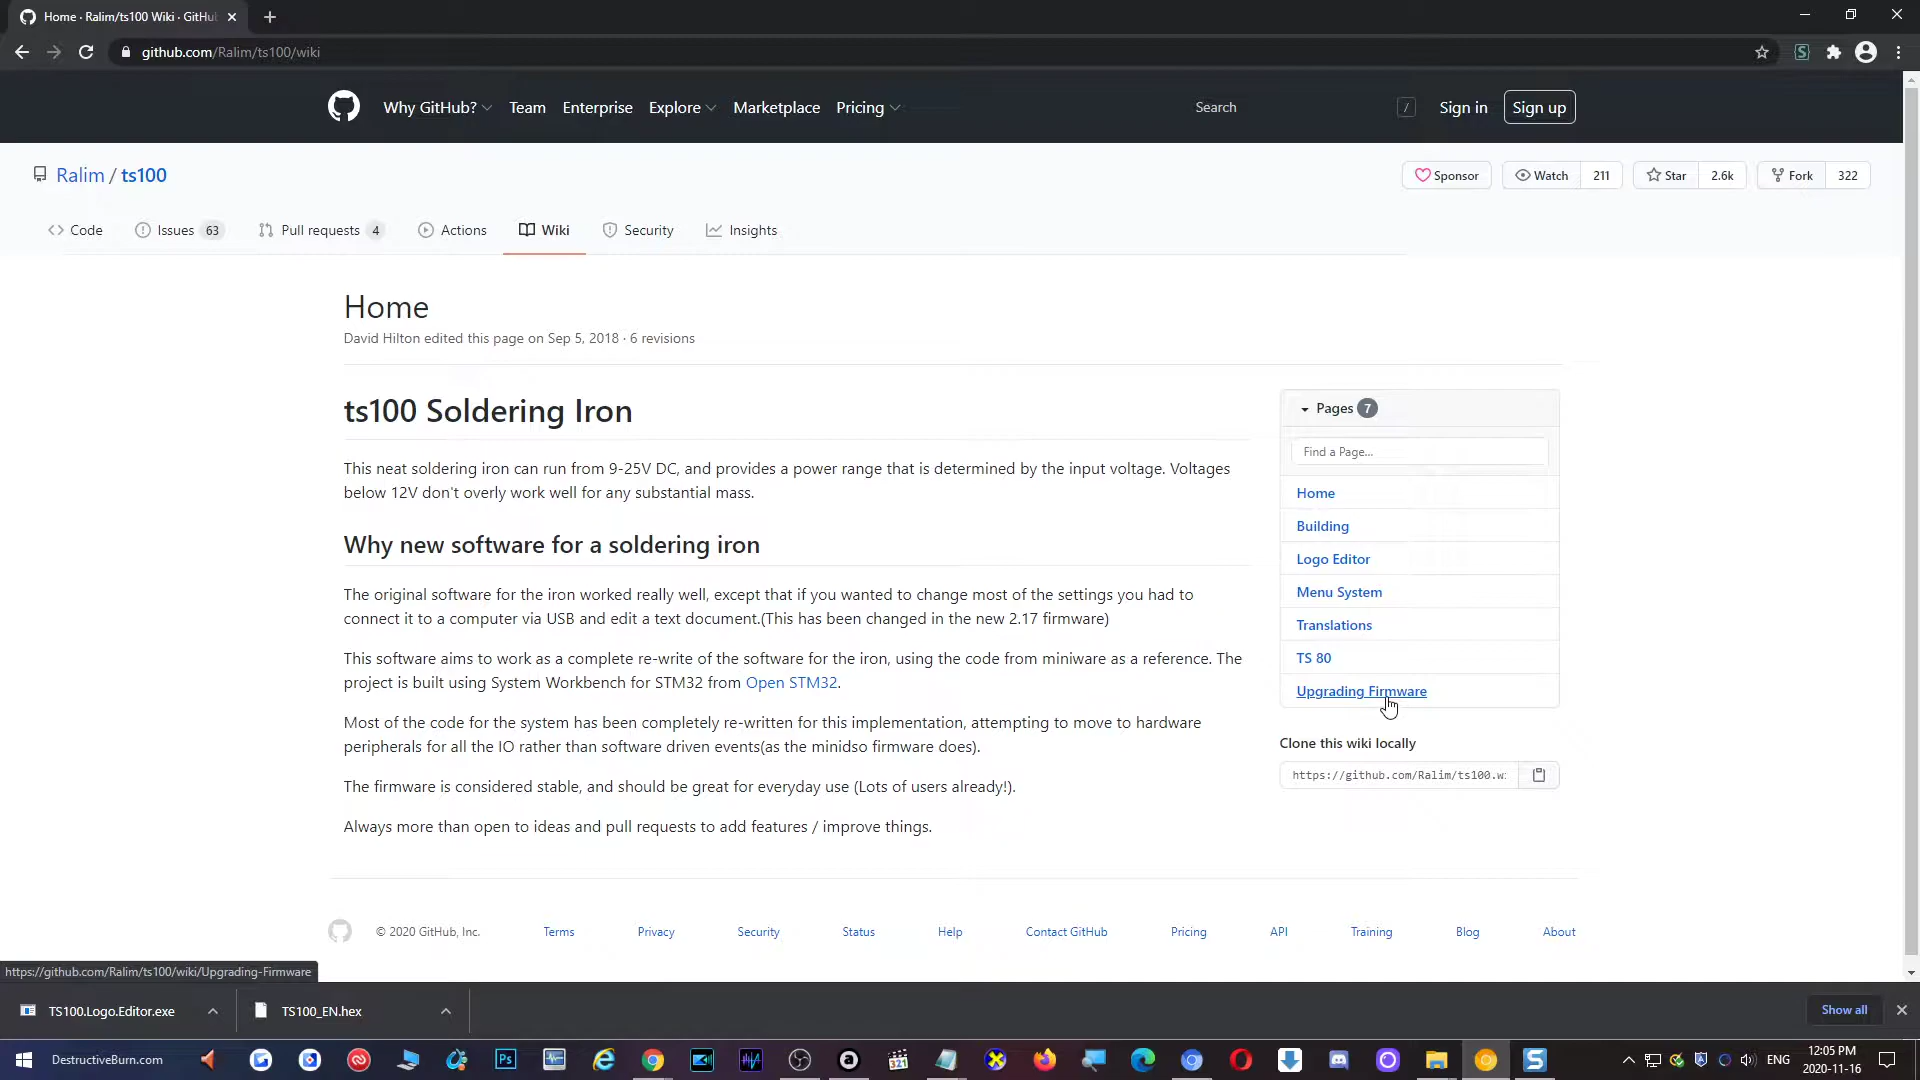 Home · Ralim/ts100 Wiki · GitHub
github.com/Ralim/ts100/wiki
Why GitHub? Team Enterprise Explore Marketplace Pricing Search / Sign in Sign up
Ralim / ts100 Sponsor Watch 211 Star 2.6k Fork 322
Code Issues 63 Pull requests 4 Actions Wiki Security Insights
Home
David Hilton edited this page on Sep 5, 2018 · 6 revisions
ts100 Soldering Iron
This neat soldering iron can run from 9-25V DC, and provides a power range that is determined by the input voltage. Voltages
below 12V don't overly work well for any substantial mass.
Why new software for a soldering iron
The original software for the iron worked really well, except that if you wanted to change most of the settings you had to
connect it to a computer via USB and edit a text document.(This has been changed in the new 2.17 firmware)
This software aims to work as a complete re-write of the software for the iron, using the code from miniware as a reference. The
project is built using System Workbench for STM32 from Open STM32.
Most of the code for the system has been completely re-written for this implementation, attempting to move to hardware
peripherals for all the IO rather than software driven events(as the minidso firmware does).
The firmware is considered stable, and should be great for everyday use (Lots of users already!).
Always more than open to ideas and pull requests to add features / improve things.
Pages 7
Find a Page...
Home
Building
Logo Editor
Menu System
Translations
TS 80
Upgrading Firmware
Clone this wiki locally
https://github.com/Ralim/ts100.wi
© 2020 GitHub, Inc. Terms Privacy Security Status Help Contact GitHub Pricing API Training Blog About
https://github.com/Ralim/ts100/wiki/Upgrading-Firmware
TS100.Logo.Editor.exe TS100_EN.hex Show all
DestructiveBurn.com Ps 321 ENG 12:05 PM
2020-11-16